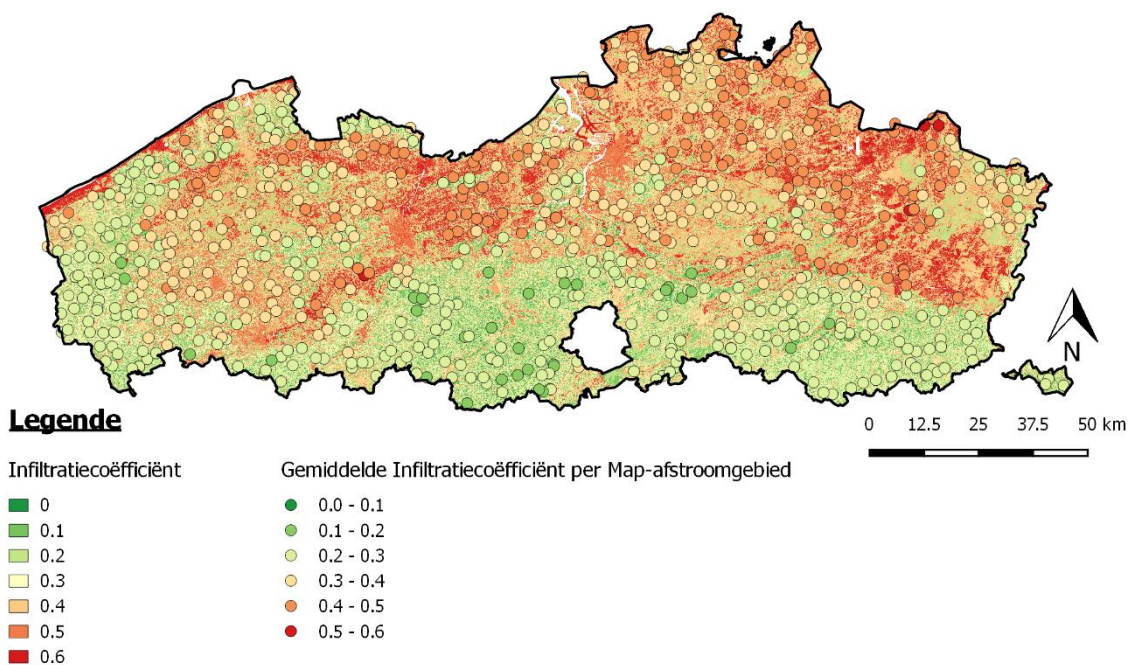 N
0 12.5 25 37.5 50 km
Legende
Infiltratiecoëfficiënt
0
0.1
0.2
0.3
0.4
0.5
0.6
Gemiddelde Infiltratiecoëfficiënt per Map-afstroomgebied
0.0 - 0.1
0.1 - 0.2
0.2 - 0.3
0.3 - 0.4
0.4 - 0.5
0.5 - 0.6